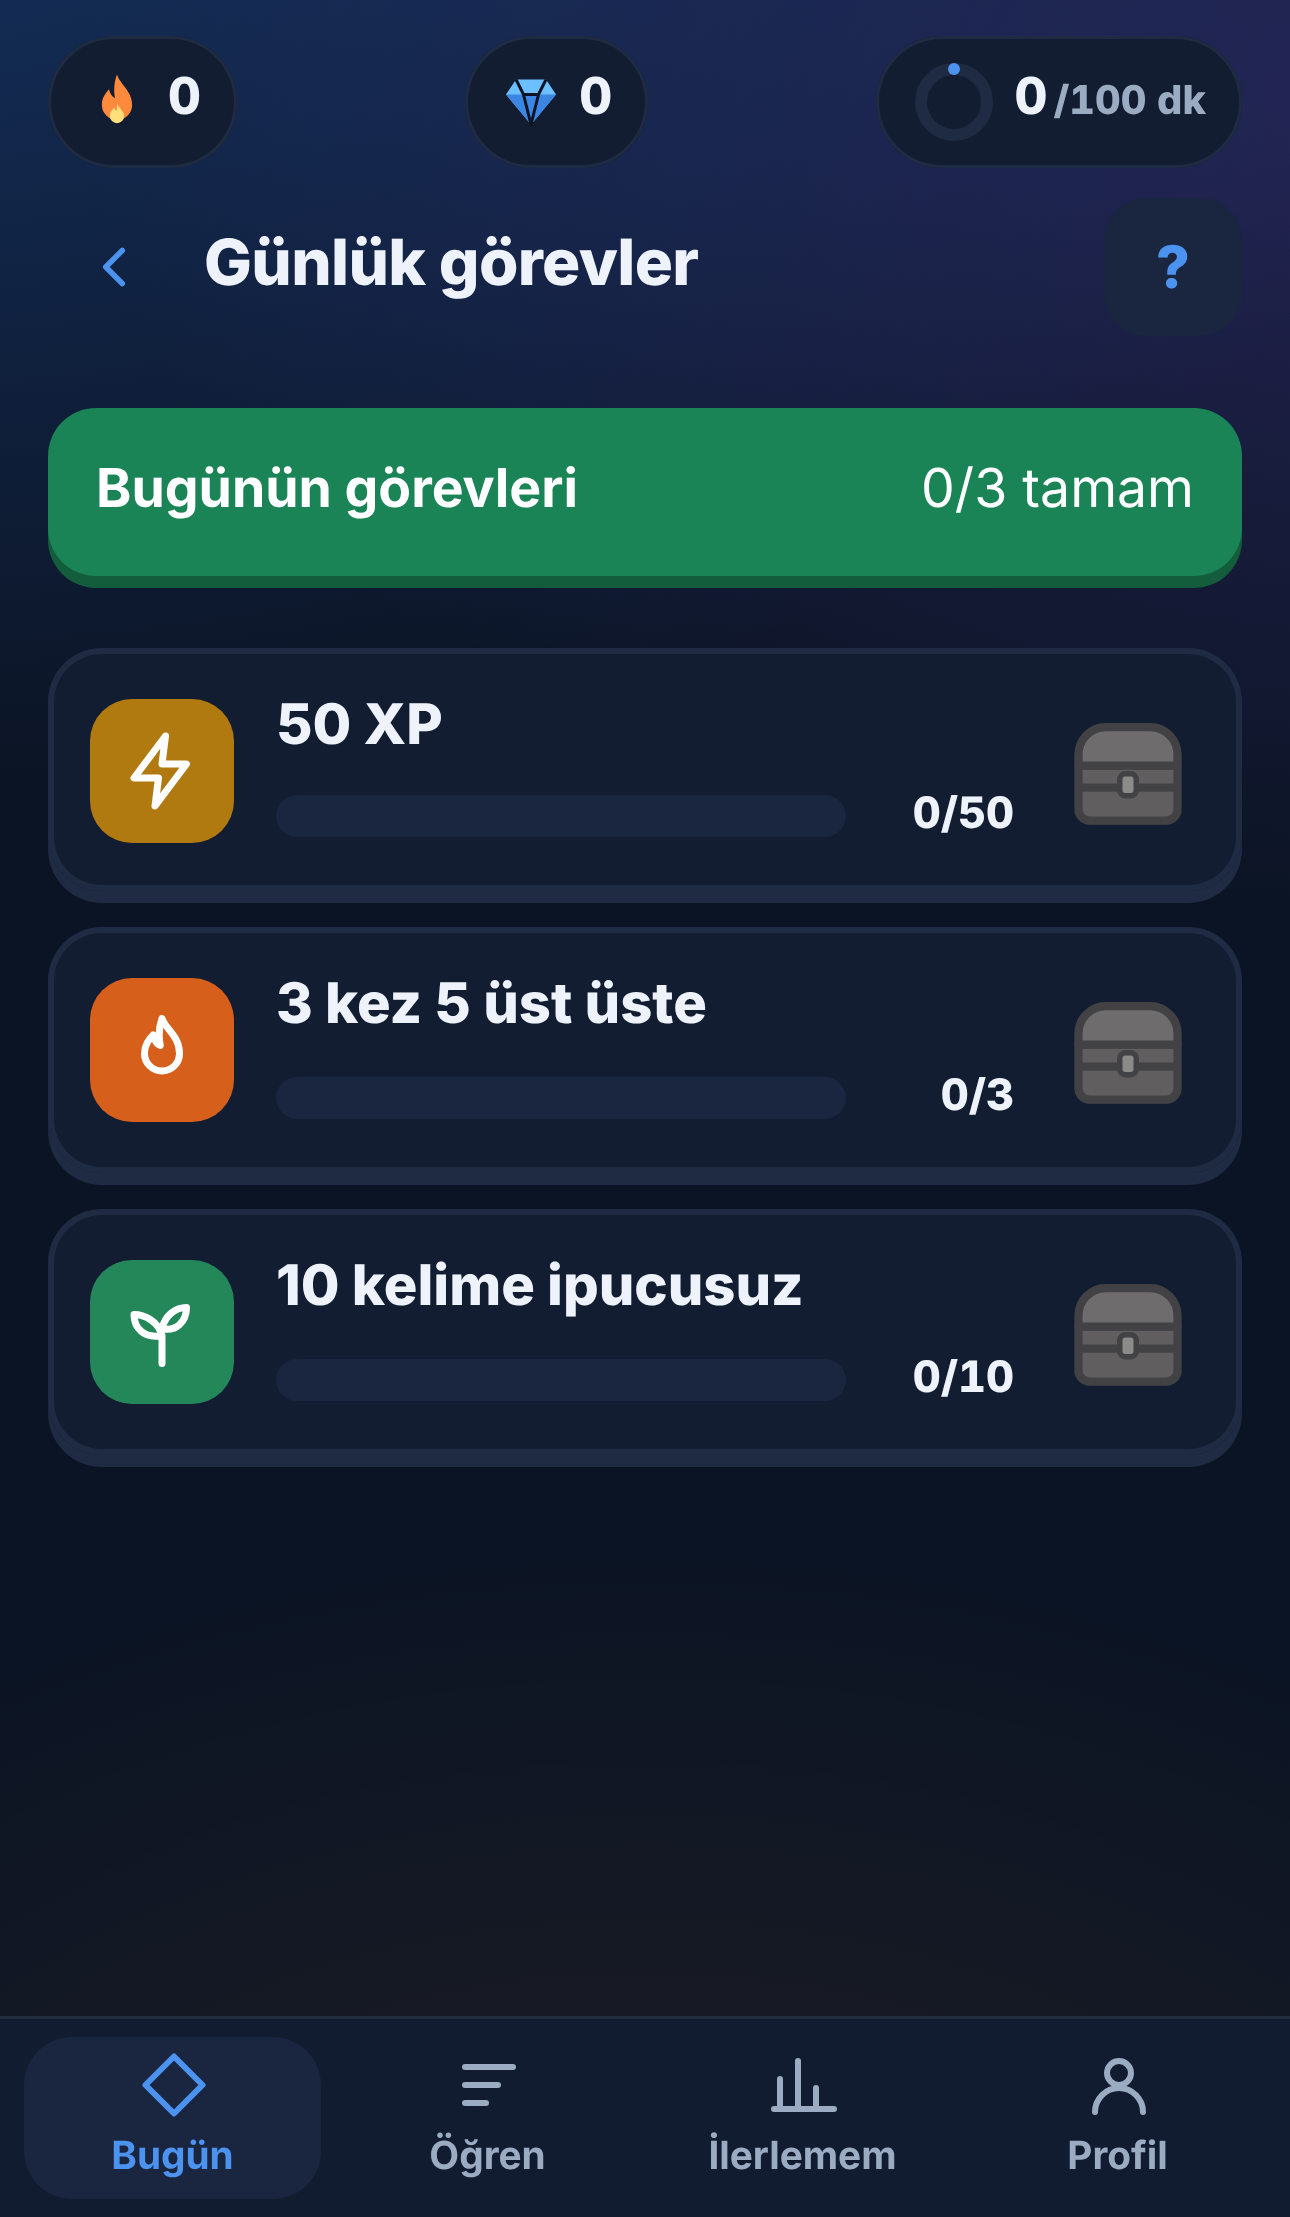 0
0
0/100 dk
Günlük görevler
?
Bugünün görevleri
0/3 tamam
50 XP
0/50
3 kez 5 üst üste
0/3
10 kelime ipucusuz
0/10
Bugün
Öğren
İlerlemem
Profil